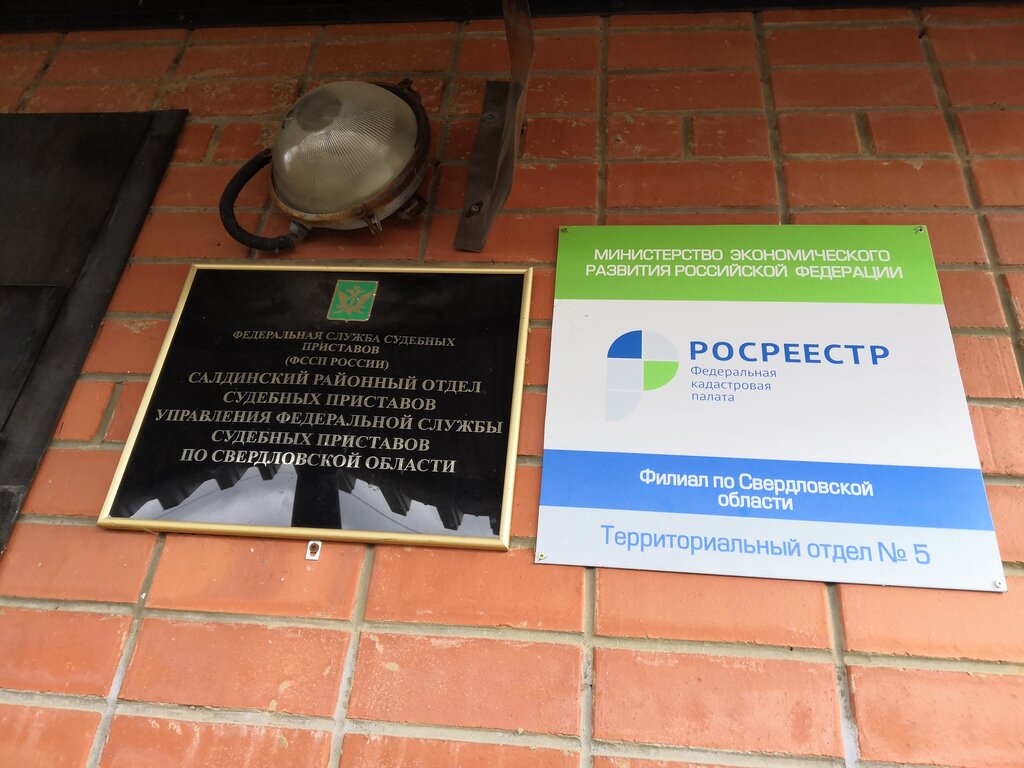 ФЕДЕРАЛЬНАЯ СЛУЖБА СУДЕБНЫХ
ПРИСТАВОВ
(ФССП РОССИИ)
САЛДИНСКИЙ РАЙОННЫЙ ОТДЕЛ
СУДЕБНЫХ ПРИСТАВОВ
УПРАВЛЕНИЯ ФЕДЕРАЛЬНОЙ СЛУЖБЫ
СУДЕБНЫХ ПРИСТАВОВ
ПО СВЕРДЛОВСКОЙ ОБЛАСТИ
МИНИСТЕРСТВО ЭКОНОМИЧЕСКОГО
РАЗВИТИЯ РОССИЙСКОЙ ФЕДЕРАЦИИ
РОСРЕЕСТР
Федеральная
кадастровая
палата
Филиал по Свердловской
области
Территориальный отдел № 5